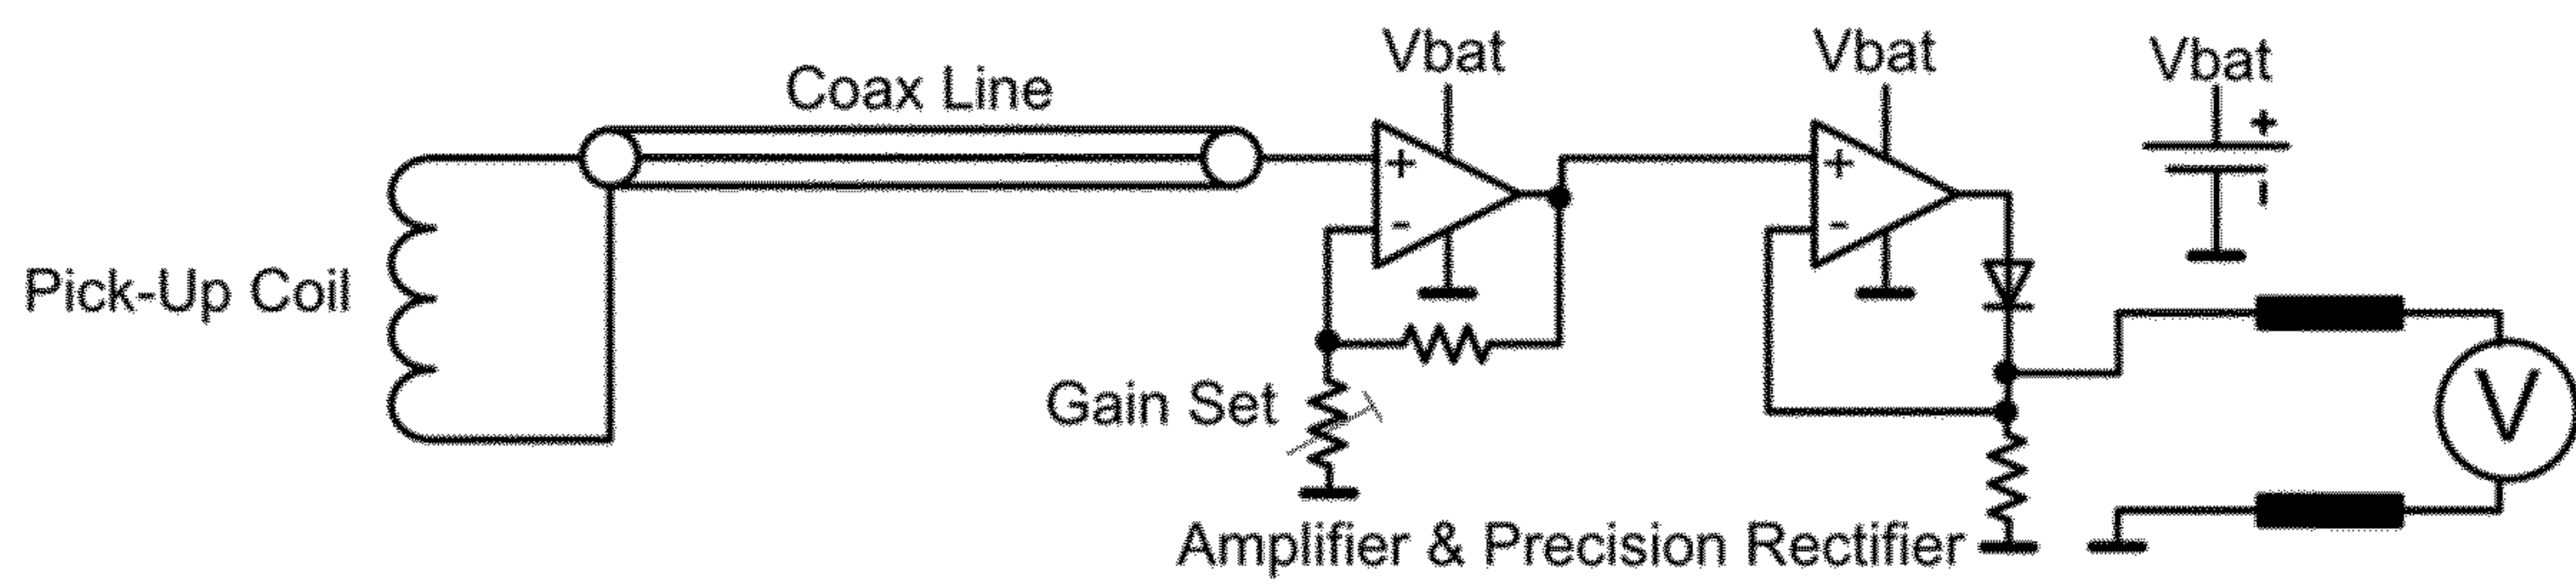 Vbat
Vbat
Vbat
Coax Line
+
+
+
-
-
-
Pick-Up Coil
Gain Set
V
Amplifier & Precision Rectifier